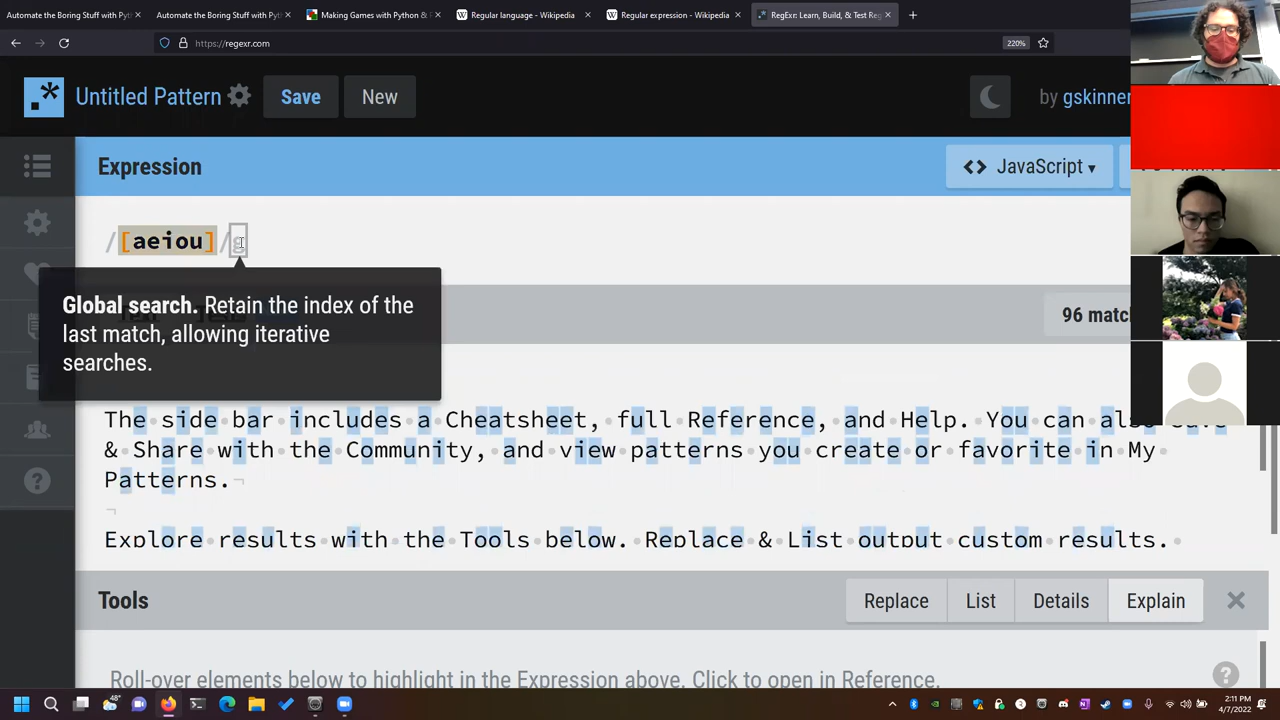 Automate the Boring Stuff with Pyth
Automate the Boring Stuff with Pyth
Making Games with Python & P
Regular language - Wikipedia
Regular expression - Wikipedia
RegExr: Learn, Build, & Test Reg
https://regexr.com
220%
Untitled Pattern
Save
New
by gskinner
Expression
<> JavaScript
/[aeiou]/g
Global search. Retain the index of the
last match, allowing iterative
searches.
96 match
The side bar includes a Cheatsheet, full Reference, and Help. You can also Save
& Share with the Community, and view patterns you create or favorite in My
Patterns.
Explore results with the Tools below. Replace & List output custom results.
Tools
Replace
List
Details
Explain
Roll-over elements below to highlight in the Expression above. Click to open in Reference.
48°
2:11 PM
4/7/2022